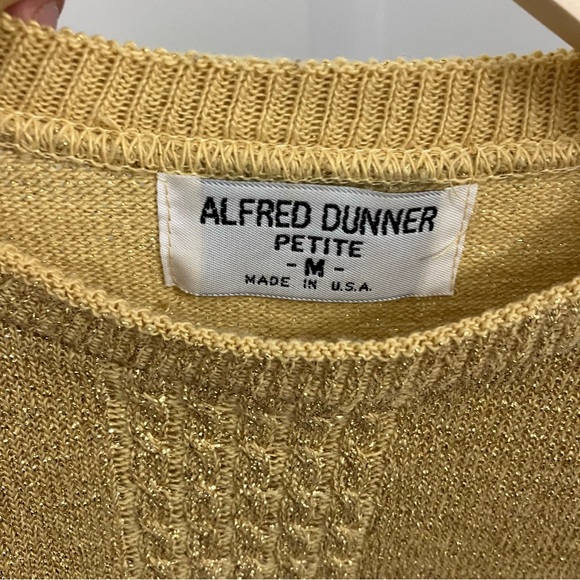 ALFRED DUNNER
PETITE
- M -
MADE IN U.S.A.